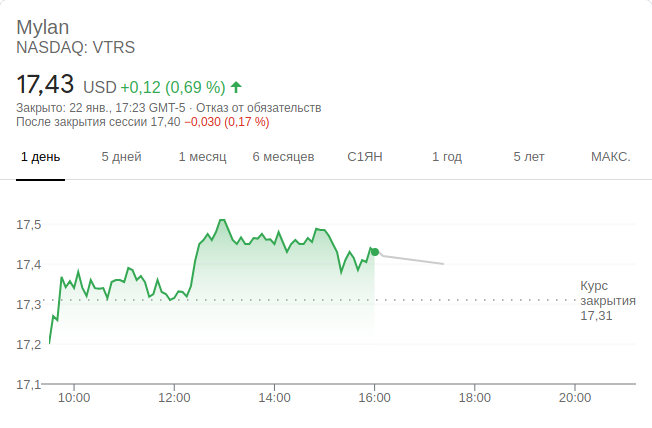 Mylan
NASDAQ: VTRS
17,43 USD +0,12 (0,69 %)
Закрыто: 22 янв., 17:23 GMT-5 · Отказ от обязательств
После закрытия сессии 17,40 −0,030 (0,17 %)
1 день 5 дней 1 месяц 6 месяцев С1ЯН 1 год 5 лет МАКС.
17,5
17,4
17,3
17,2
17,1
Курс
закрытия
17,31
10:00 12:00 14:00 16:00 18:00 20:00